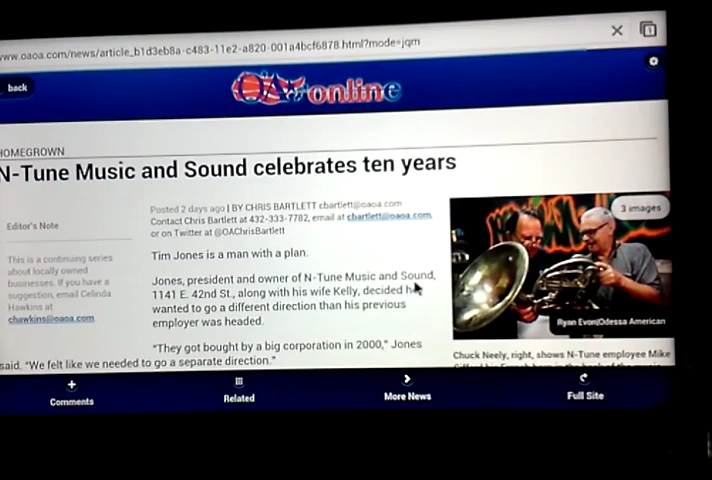 www.oaoa.com/news/article_b1d3eb8a-c483-11e2-a820-001a4bcf6878.html?mode=jqm
1
back
OA online
HOMEGROWN
N-Tune Music and Sound celebrates ten years
Posted 2 days ago | BY CHRIS BARTLETT cbartlett@oaoa.com
Contact Chris Bartlett at 432-333-7782, email at cbartlett@oaoa.com
or on Twitter at @OAChrisBartlett
Editor's Note
This is a continuing series
about locally owned
businesses. If you have a
suggestion, email Celinda
Hawkins at
chawkins@oaoa.com.
Tim Jones is a man with a plan.
Jones, president and owner of N-Tune Music and Sound,
1141 E. 42nd St., along with his wife Kelly, decided he
wanted to go a different direction than his previous
employer was headed.
"They got bought by a big corporation in 2000," Jones
said. "We felt like we needed to go a separate direction."
3 images
Ryan Evon|Odessa American
Chuck Neely, right, shows N-Tune employee Mike
Comments
Related
More News
Full Site